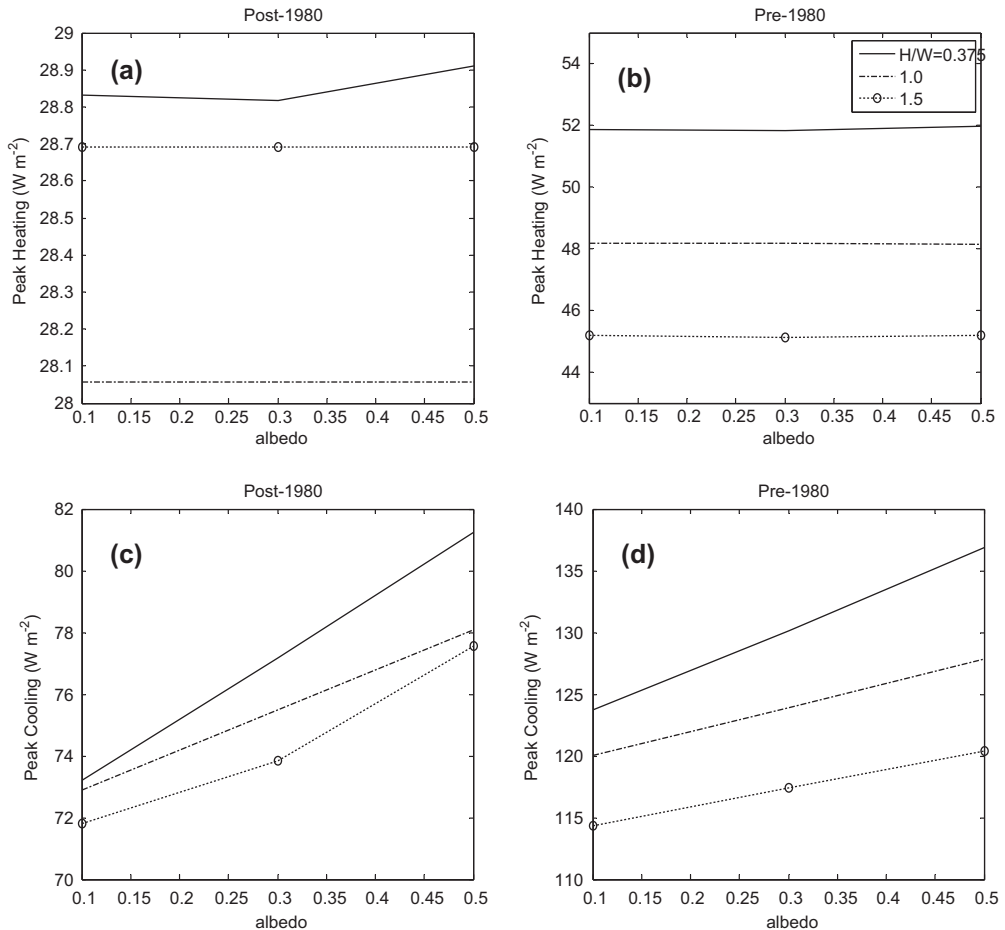 Post-1980
(a)
Peak Heating (W m-2)
29
28.9
28.8
28.7
28.6
28.5
28.4
28.3
28.2
28.1
28
0.1 0.15 0.2 0.25 0.3 0.35 0.4 0.45 0.5
albedo
Pre-1980
(b)
H/W=0.375
1.0
1.5
Peak Heating (W m-2)
54
52
50
48
46
44
0.1 0.15 0.2 0.25 0.3 0.35 0.4 0.45 0.5
albedo
Post-1980
(c)
Peak Cooling (W m-2)
82
80
78
76
74
72
70
0.1 0.15 0.2 0.25 0.3 0.35 0.4 0.45 0.5
albedo
Pre-1980
(d)
Peak Cooling (W m-2)
140
135
130
125
120
115
110
0.1 0.15 0.2 0.25 0.3 0.35 0.4 0.45 0.5
albedo